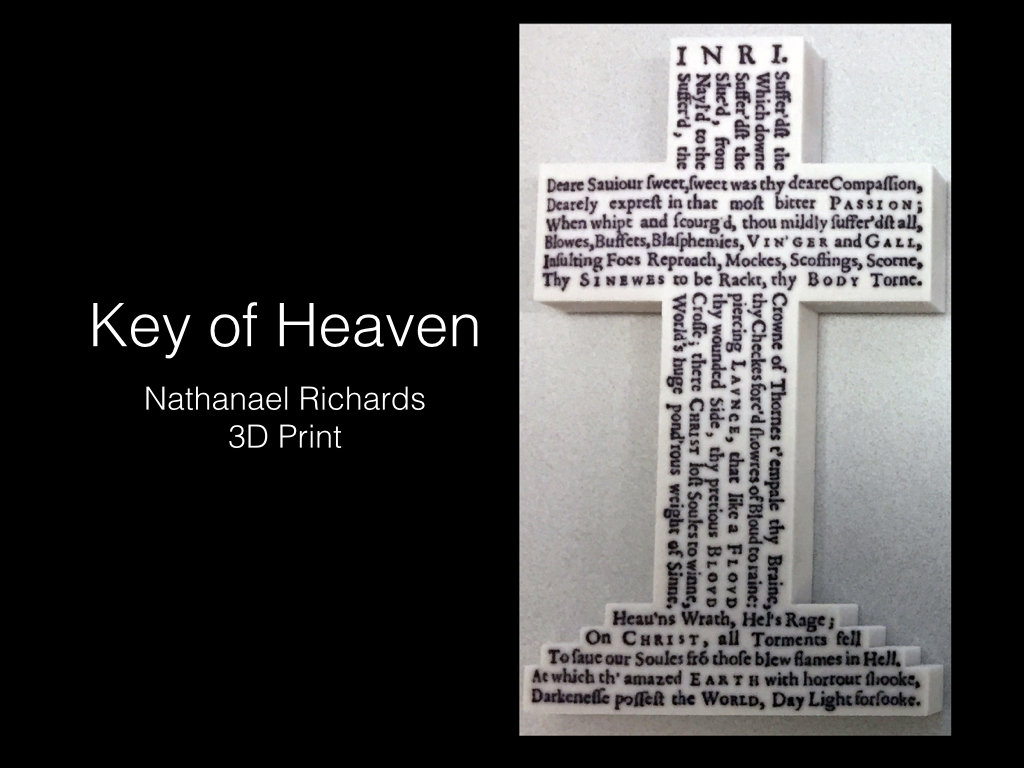 Key of Heaven
Nathanael Richards
3D Print
I N R I.
Suffer'dſt the
Which downe
Suffer'dſt the
Slue'd, from
Nayl'd to the
Suffer'd, the
Deare Sauiour ſweet,ſweet was thy deare Compaſſion,
Dearely expreſt in that moſt bitter PASSION;
When whipt and ſcourg'd, thou mildly ſuffer'dſt all,
Blowes,Buffets,Blaſphemies, VIN'GER and GALL,
Inſulting Foes Reproach, Mockes, Scoffings, Scorne,
Thy SINEWES to be Rackt, thy BODY Torne.
Crowne of Thornes t'empale thy Braine,
thy Cheekes forc'd ſhowres of Bloud to raine:
piercing LAVNCE, that like a FLOVD
thy wounded Side, thy pretious BLOVD
Croſſe; there CHRIST loſt Soules to winne,
World's huge pond'rous weight of Sinne,
Heau'ns Wrath, Hel's Rage;
On CHRIST, all Torments fell
To ſaue our Soules frō thoſe blew flames in Hell.
At which th' amazed EARTH with horrour ſhooke,
Darkeneſſe poſſeſt the WORLD, Day Light forſooke.